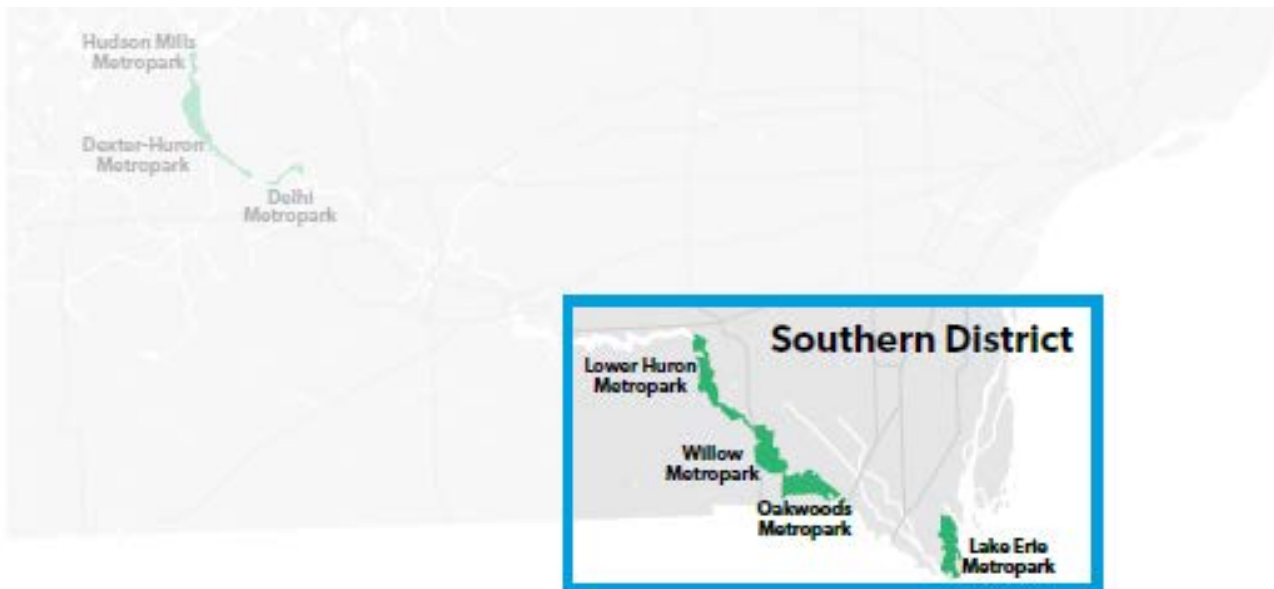 Hudson Mills
Metropark
Dexter-Huron
Metropark
Delhi
Metropark
Southern District
Lower Huron
Metropark
Willow
Metropark
Oakwoods
Metropark
Lake Erie
Metropark